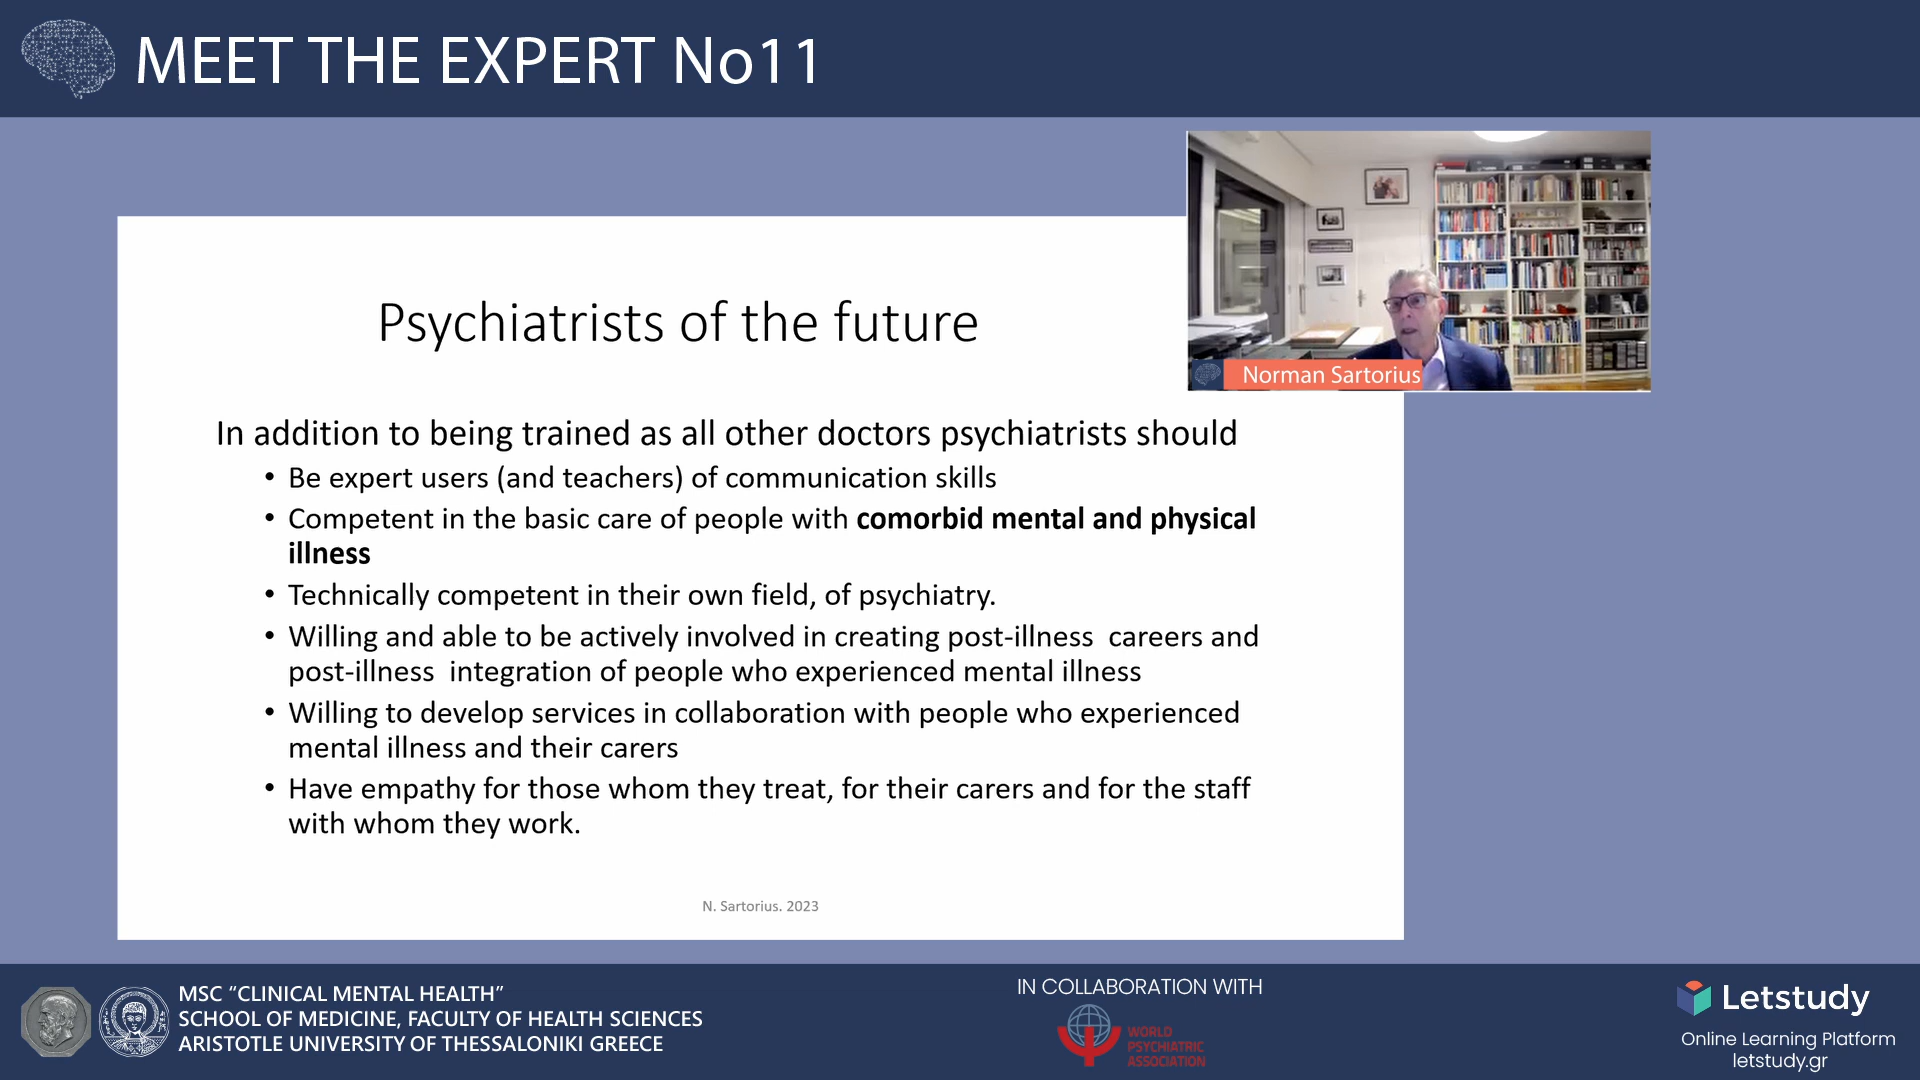 MEET THE EXPERT No11
Norman Sartorius
Psychiatrists of the future
In addition to being trained as all other doctors psychiatrists should
• Be expert users (and teachers) of communication skills
• Competent in the basic care of people with comorbid mental and physical
illness
• Technically competent in their own field, of psychiatry.
• Willing and able to be actively involved in creating post-illness careers and
post-illness integration of people who experienced mental illness
• Willing to develop services in collaboration with people who experienced
mental illness and their carers
• Have empathy for those whom they treat, for their carers and for the staff
with whom they work.
N. Sartorius. 2023
MSC “CLINICAL MENTAL HEALTH”
SCHOOL OF MEDICINE, FACULTY OF HEALTH SCIENCES
ARISTOTLE UNIVERSITY OF THESSALONIKI GREECE
IN COLLABORATION WITH
WORLD
PSYCHIATRIC
ASSOCIATION
Letstudy
Online Learning Platform
letstudy.gr